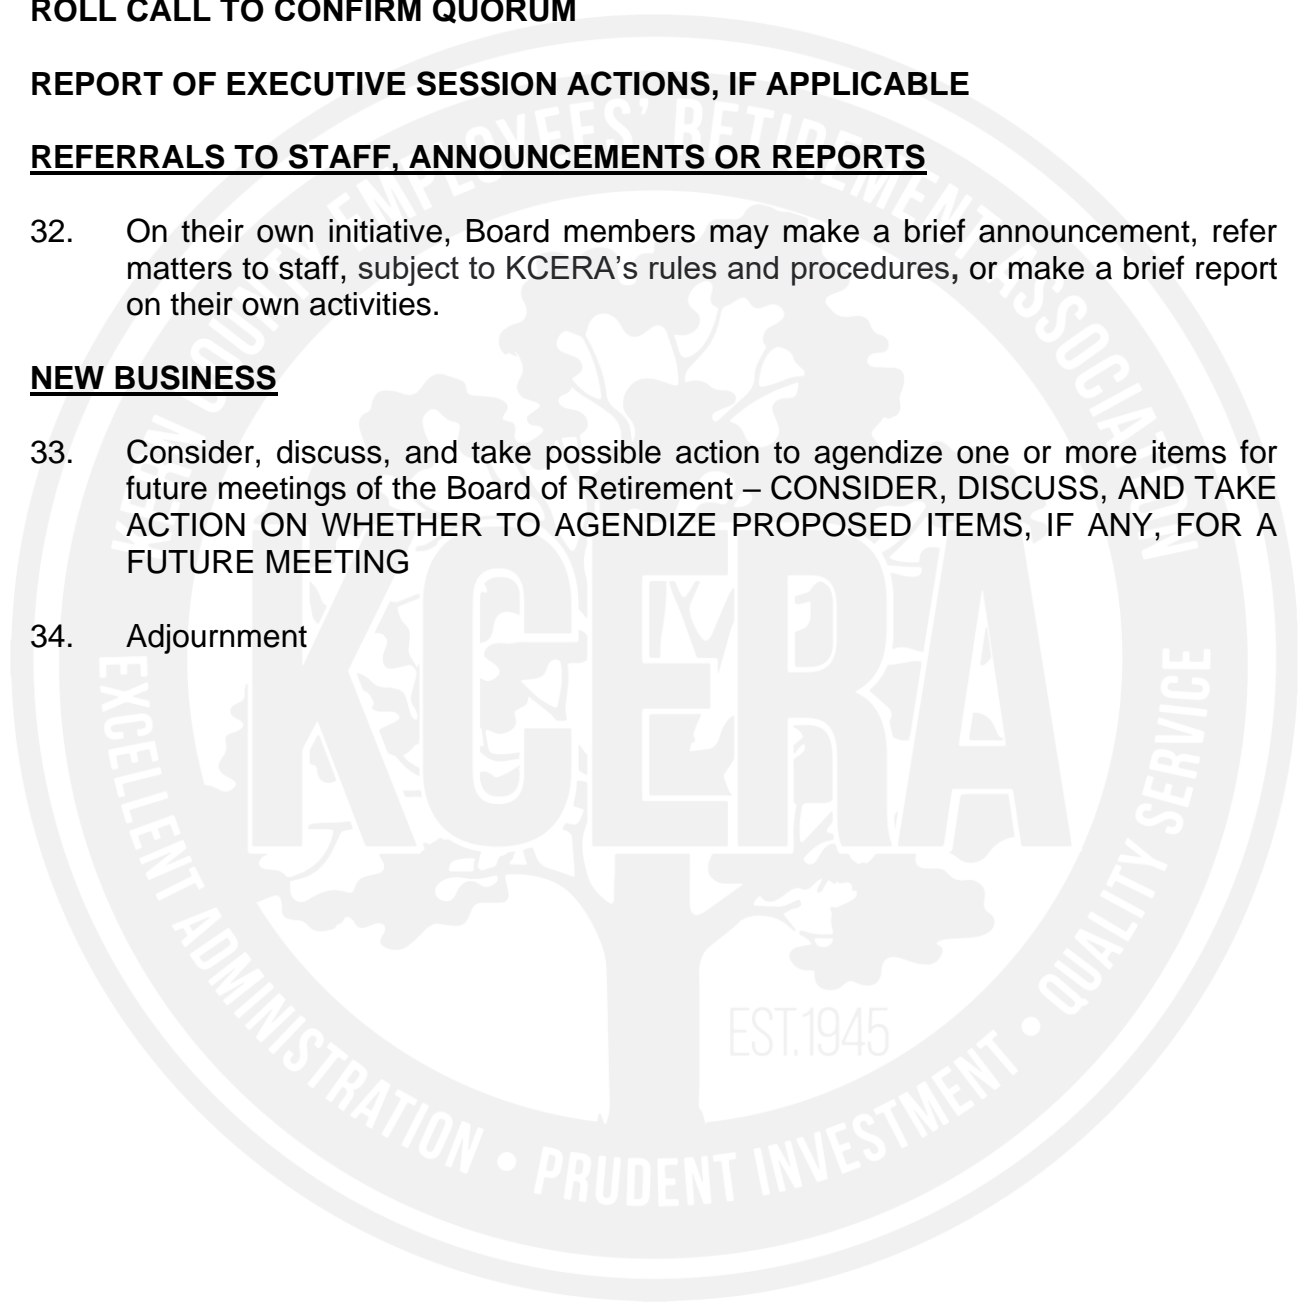 ROLL CALL TO CONFIRM QUORUM
REPORT OF EXECUTIVE SESSION ACTIONS, IF APPLICABLE
REFERRALS TO STAFF, ANNOUNCEMENTS OR REPORTS
32. On their own initiative, Board members may make a brief announcement, refer
matters to staff, subject to KCERA’s rules and procedures, or make a brief report
on their own activities.
NEW BUSINESS
33. Consider, discuss, and take possible action to agendize one or more items for
future meetings of the Board of Retirement – CONSIDER, DISCUSS, AND TAKE
ACTION ON WHETHER TO AGENDIZE PROPOSED ITEMS, IF ANY, FOR A
FUTURE MEETING
34. Adjournment
KERN COUNTY EMPLOYEES’ RETIREMENT ASSOCIATION
KCERA
EST.1945
EXCELLENT ADMINISTRATION • PRUDENT INVESTMENT • QUALITY SERVICE